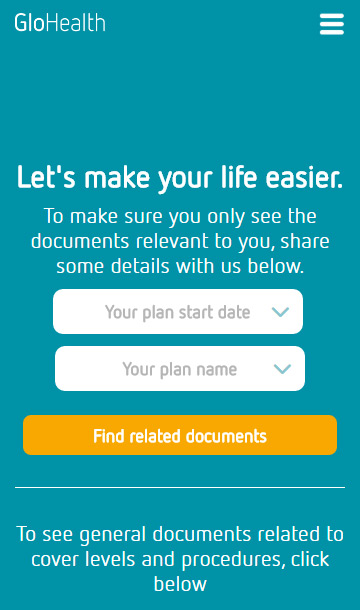 GloHealth
Let's make your life easier.
To make sure you only see the
documents relevant to you, share
some details with us below.
Your plan start date
Your plan name
Find related documents
To see general documents related to
cover levels and procedures, click
below